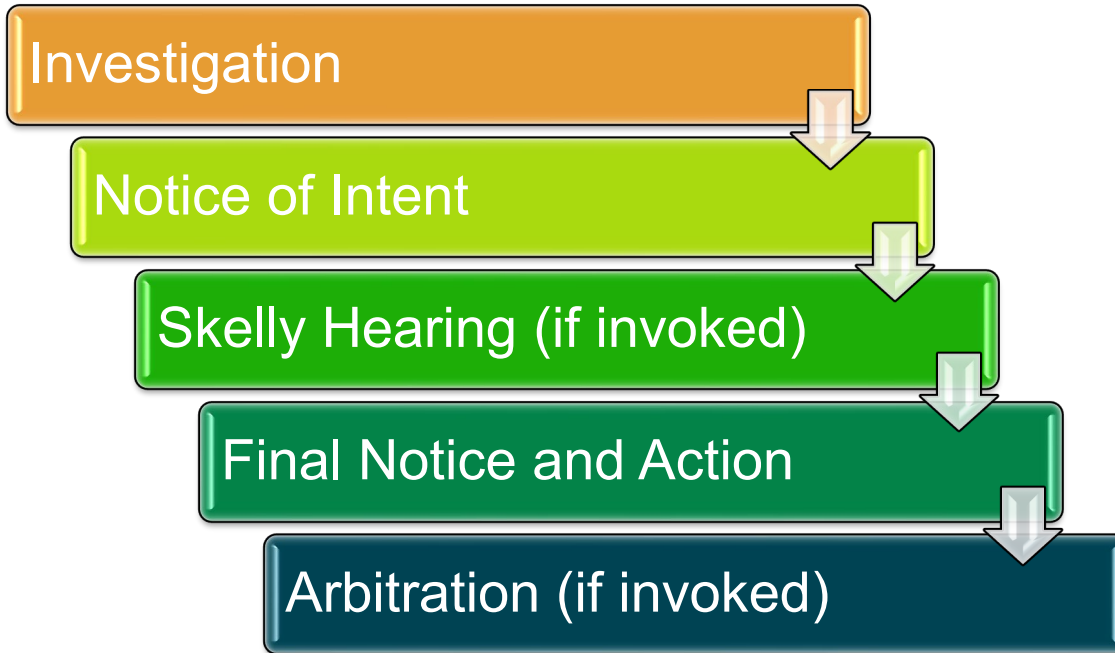 Investigation
Notice of Intent
Skelly Hearing (if invoked)
Final Notice and Action
Arbitration (if invoked)